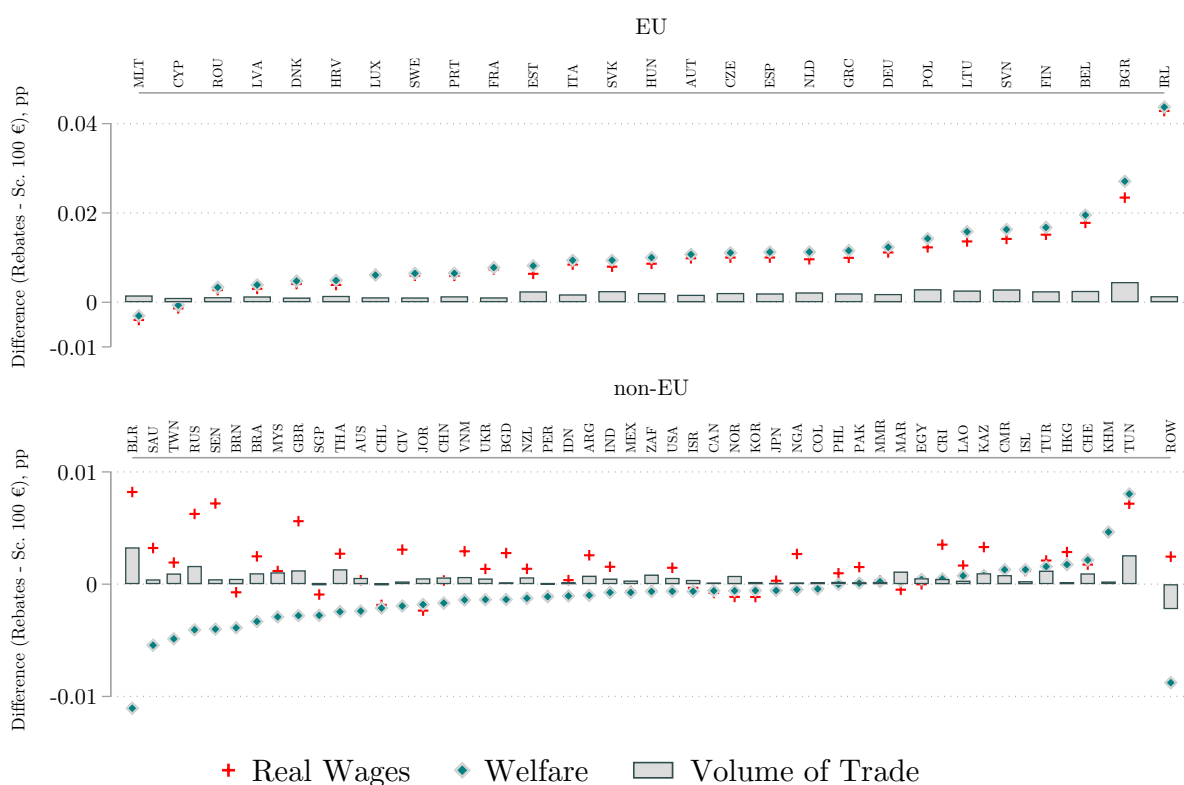 EU
MLT CYP ROU LVA DNK HRV LUX SWE PRT FRA EST ITA SVK HUN AUT CZE ESP NLD GRC DEU POL LTU SVN FIN BEL BGR IRL
Difference (Rebates - Sc. 100 €), pp
0.04
0.02
0
-0.01
non-EU
BLR SAU TWN RUS SEN BRN BRA MYS GBR SGP THA AUS CHL CIV JOR CHN VNM UKR BGD NZL PER IDN ARG IND MEX ZAF USA ISR CAN NOR KOR JPN NGA COL PHL PAK MMR MAR EGY CRI LAO KAZ CMR ISL TUR HKG CHE KHM TUN ROW
Difference (Rebates - Sc. 100 €), pp
0.01
0
-0.01
Real Wages Welfare Volume of Trade